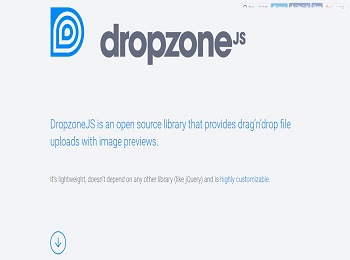 dropzoneJS
DropzoneJS is an open source library that provides drag'n'drop file
uploads with image previews.
It's lightweight, doesn't depend on any other library (like jQuery) and is highly customizable.